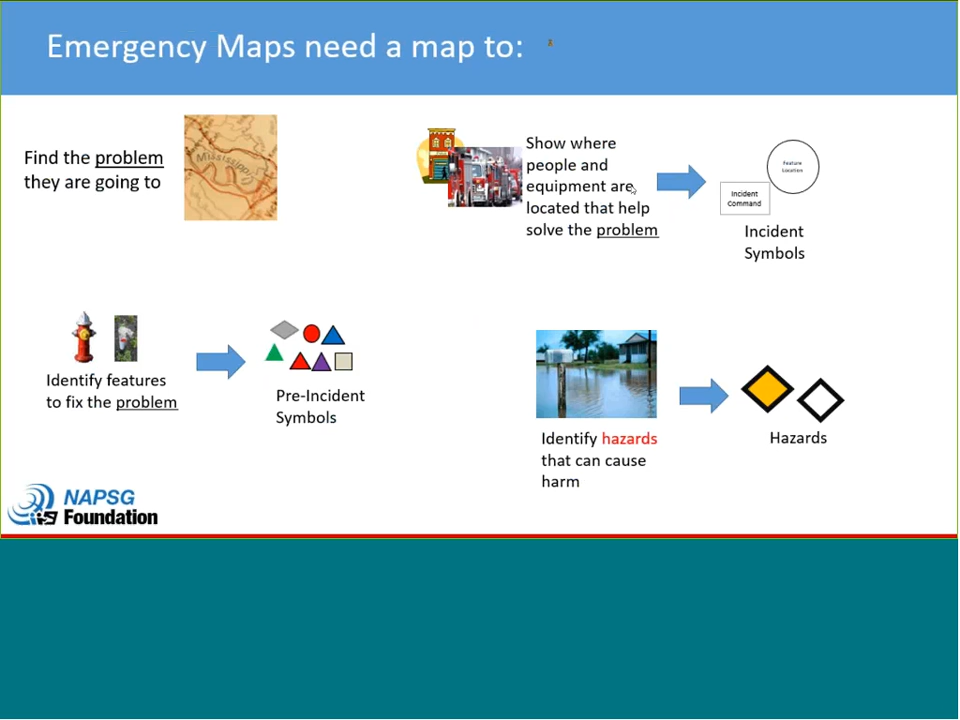 Emergency Maps need a map to:
Find the problem
they are going to
Mississippi
Show where
people and
equipment are
located that help
solve the problem
Feature
Location
Incident
Command
Incident
Symbols
Identify features
to fix the problem
Pre-Incident
Symbols
Identify hazards
that can cause
harm
Hazards
NAPSG
Foundation